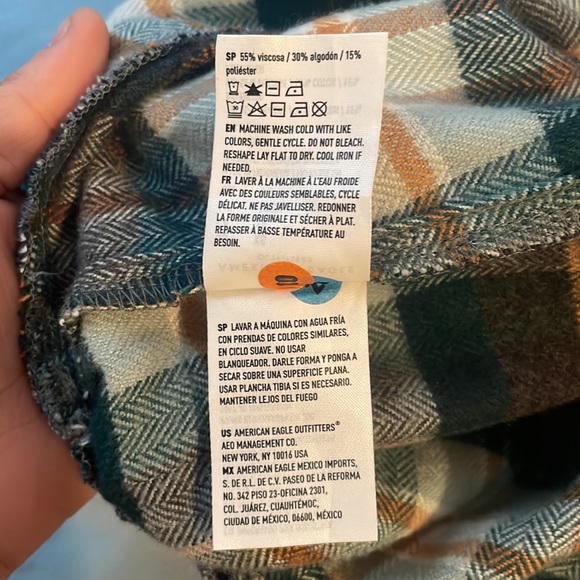 SP 55% viscosa / 30% algodón / 15%
poliéster
EN MACHINE WASH COLD WITH LIKE
COLORS, GENTLE CYCLE. DO NOT BLEACH.
RESHAPE LAY FLAT TO DRY. COOL IRON IF
NEEDED.
FR LAVER À LA MACHINE À L'EAU FROIDE
AVEC DES COULEURS SEMBLABLES, CYCLE
DÉLICAT. NE PAS JAVELLISER. REDONNER
LA FORME ORIGINALE ET SÉCHER À PLAT.
REPASSER À BASSE TEMPÉRATURE AU
BESOIN.
SP LAVAR A MÁQUINA CON AGUA FRÍA
CON PRENDAS DE COLORES SIMILARES,
EN CICLO SUAVE. NO USAR
BLANQUEADOR. DARLE FORMA Y PONGA A
SECAR SOBRE UNA SUPERFICIE PLANA.
USAR PLANCHA TIBIA SI ES NECESARIO.
MANTENER LEJOS DEL FUEGO
US AMERICAN EAGLE OUTFITTERS®
AEO MANAGEMENT CO.
NEW YORK, NY 10016 USA
MX AMERICAN EAGLE MEXICO IMPORTS,
S. DE R.L. DE C.V. PASEO DE LA REFORMA
NO. 342 PISO 23-OFICINA 2301,
COL. JUÁREZ, CUAUHTÉMOC,
CIUDAD DE MÉXICO, 06600, MÉXICO